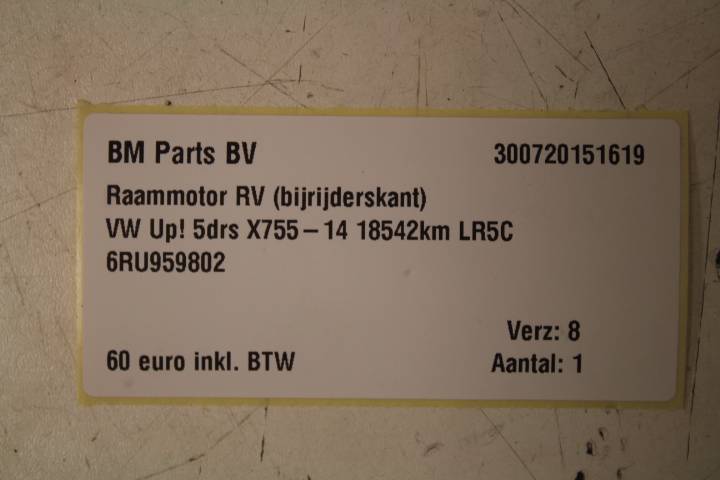 BM Parts BV 300720151619
Raammotor RV (bijrijderskant)
VW Up! 5drs X755-14 18542km LR5C
6RU959802
Verz: 8
60 euro inkl. BTW Aantal: 1